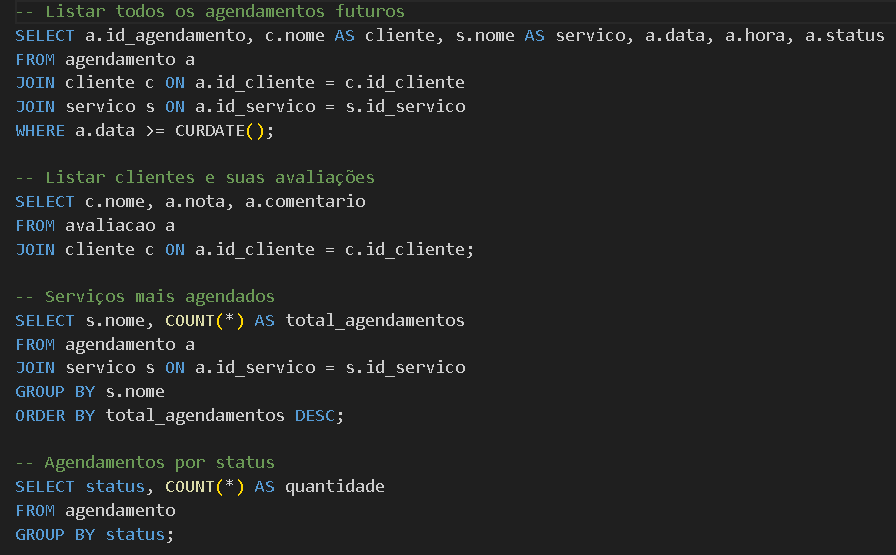 -- Listar todos os agendamentos futuros
SELECT a.id_agendamento, c.nome AS cliente, s.nome AS servico, a.data, a.hora, a.status
FROM agendamento a
JOIN cliente c ON a.id_cliente = c.id_cliente
JOIN servico s ON a.id_servico = s.id_servico
WHERE a.data >= CURDATE();

-- Listar clientes e suas avaliações
SELECT c.nome, a.nota, a.comentario
FROM avaliacao a
JOIN cliente c ON a.id_cliente = c.id_cliente;

-- Serviços mais agendados
SELECT s.nome, COUNT(*) AS total_agendamentos
FROM agendamento a
JOIN servico s ON a.id_servico = s.id_servico
GROUP BY s.nome
ORDER BY total_agendamentos DESC;

-- Agendamentos por status
SELECT status, COUNT(*) AS quantidade
FROM agendamento
GROUP BY status;